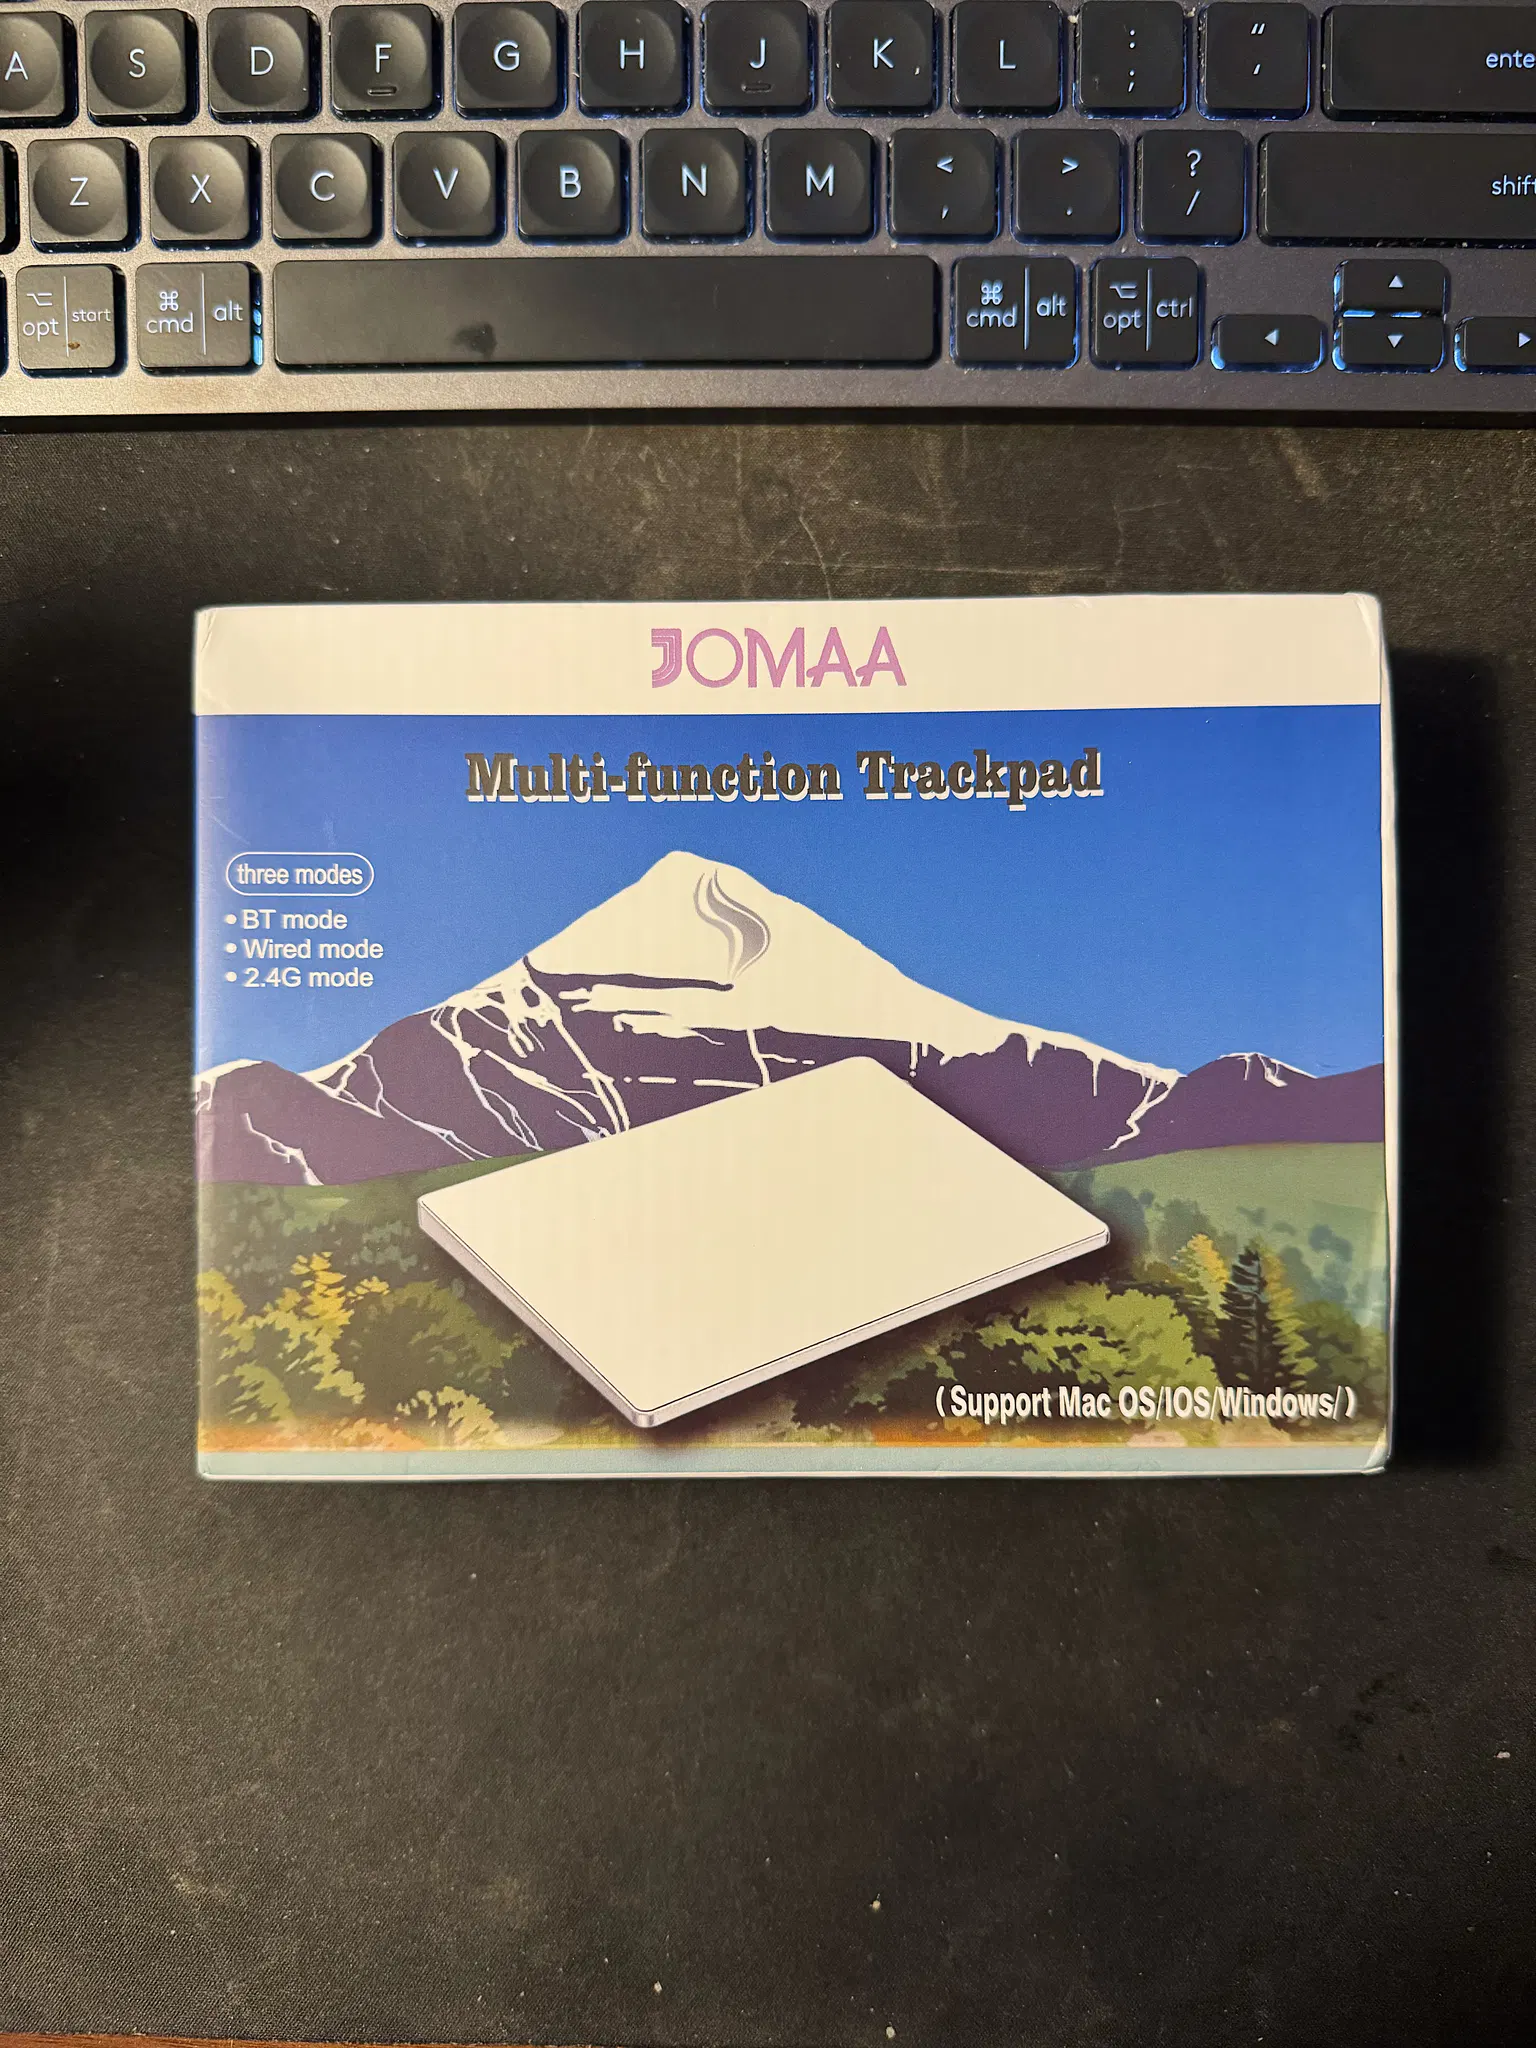 A S D F G H J K L : ; " ' ente
Z X C V B N M < , > . ? / shift
opt start cmd alt cmd alt opt ctrl
JOMAA
Multi-function Trackpad
three modes
• BT mode
• Wired mode
• 2.4G mode
(Support Mac OS/IOS/Windows/)